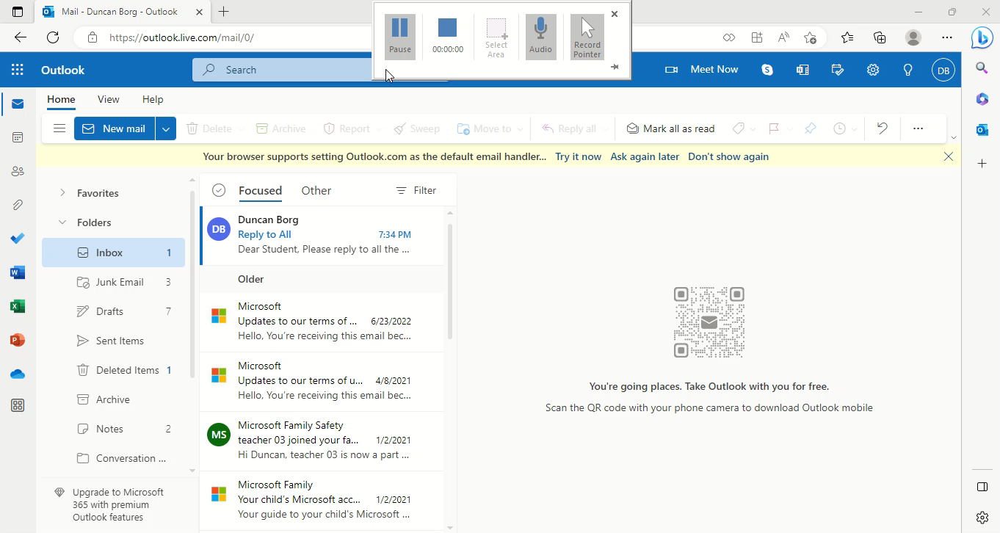 Mail - Duncan Borg - Outlook
https://outlook.live.com/mail/0/
Pause
00:00:00
Select
Area
Audio
Record
Pointer
Outlook
Search
Meet Now
DB
Home
View
Help
New mail
Delete
Archive
Report
Sweep
Move to
Reply all
Mark all as read
Your browser supports setting Outlook.com as the default email handler... Try it now Ask again later Don't show again
Favorites
Folders
Inbox 1
Junk Email 3
Drafts 7
Sent Items
Deleted Items 1
Archive
Notes 2
Conversation ...
Upgrade to Microsoft
365 with premium
Outlook features
Focused
Other
Filter
DB
Duncan Borg
Reply to All 7:34 PM
Dear Student, Please reply to all the ...
Older
Microsoft
Updates to our terms of ... 6/23/2022
Hello, You're receiving this email bec...
Microsoft
Updates to our terms of u... 4/8/2021
Hello, You're receiving this email bec...
MS
Microsoft Family Safety
teacher 03 joined your fa... 1/2/2021
Hi Duncan, teacher 03 is now a part ...
Microsoft Family
Your child's Microsoft acc... 1/2/2021
Your guide to your child's Microsoft ...
You're going places. Take Outlook with you for free.
Scan the QR code with your phone camera to download Outlook mobile